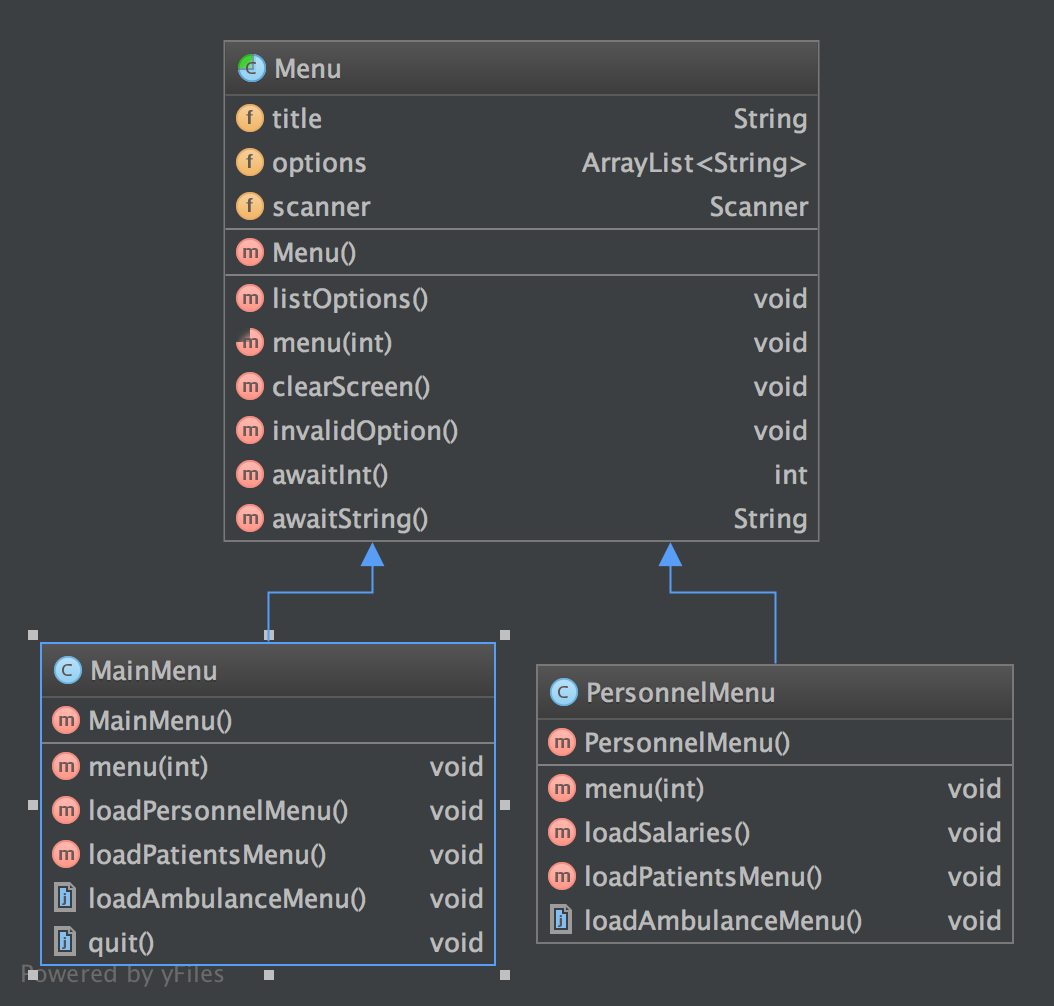 Menu
title String
options ArrayList<String>
scanner Scanner
Menu()
listOptions() void
menu(int) void
clearScreen() void
invalidOption() void
awaitInt() int
awaitString() String
MainMenu
MainMenu()
menu(int) void
loadPersonnelMenu() void
loadPatientsMenu() void
loadAmbulanceMenu() void
quit() void
PersonnelMenu
PersonnelMenu()
menu(int) void
loadSalaries() void
loadPatientsMenu() void
loadAmbulanceMenu() void
Powered by yFiles